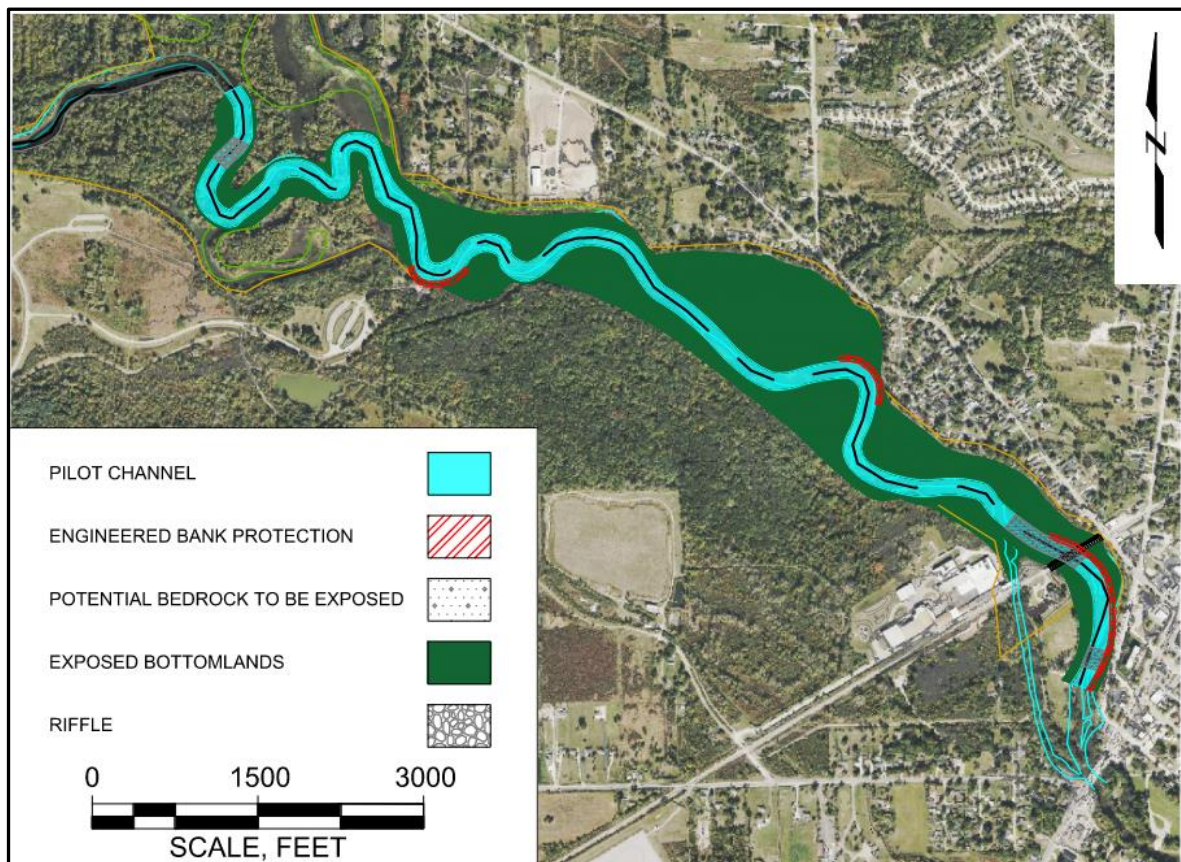 N
PILOT CHANNEL
ENGINEERED BANK PROTECTION
POTENTIAL BEDROCK TO BE EXPOSED
EXPOSED BOTTOMLANDS
RIFFLE
0 1500 3000
SCALE, FEET